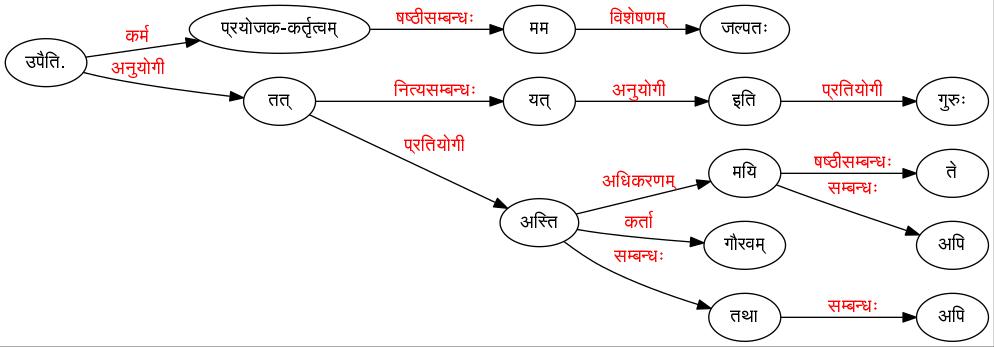 षष्ठीसम्बन्धः विशेषणम्
प्रयोजक-कर्तृत्वम् मम जल्पतः
कर्म
उपैति.
अनुयोगी नित्यसम्बन्धः अनुयोगी प्रतियोगी
तत् यत् इति गुरुः
प्रतियोगी
षष्ठीसम्बन्धः
अधिकरणम् मयि ते
सम्बन्धः
अस्ति कर्ता
गौरवम् अपि
सम्बन्धः
सम्बन्धः
तथा अपि